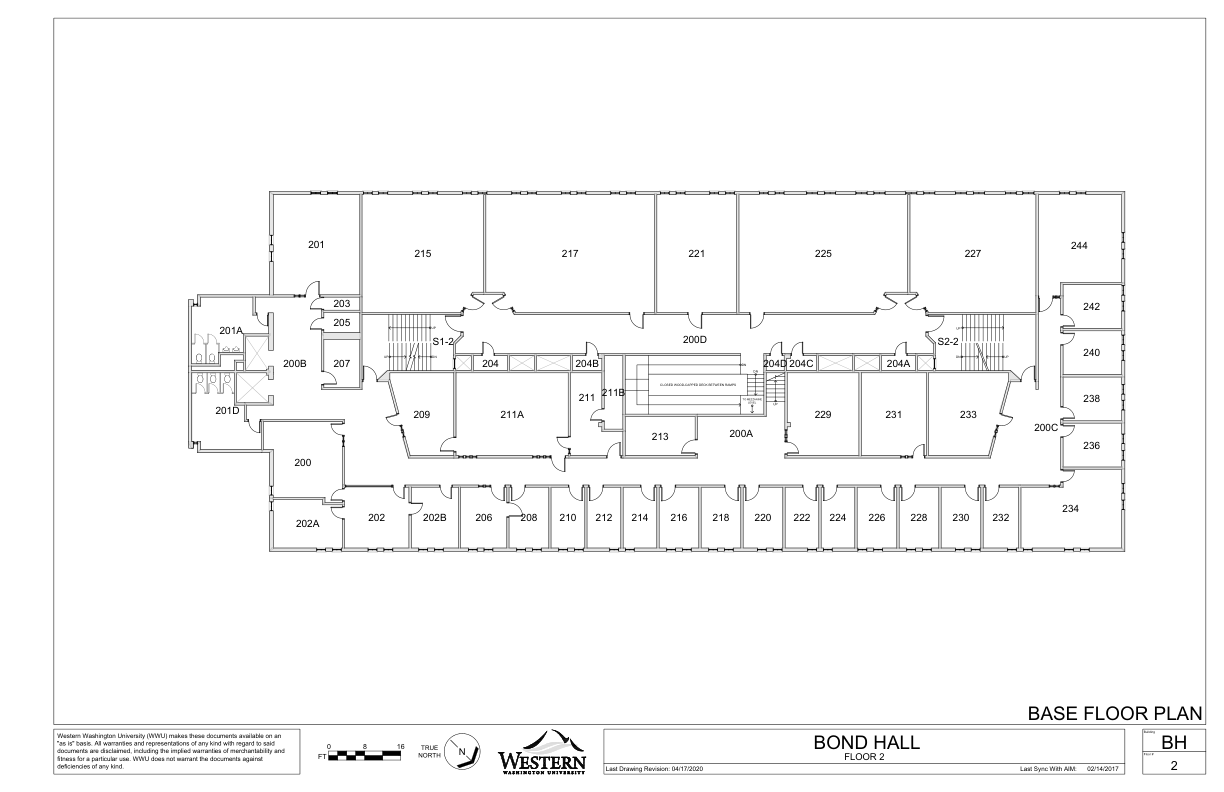 201
215
217
221
225
227
244
203
205
207
201A
200B
201D
S1-2
200D
S2-2
204
204B
204D
204C
204A
242
240
238
236
209
211A
211
211B
CLOSED WOOD-CAPPED DECK BETWEEN RAMPS
DN
UP
213
200A
229
231
233
200C
200
202A
202
202B
206
208
210
212
214
216
218
220
222
224
226
228
230
232
234
BASE FLOOR PLAN
Western Washington University (WWU) makes these documents available on an
"as is" basis. All warranties and representations of any kind with regard to said
documents are disclaimed, including the implied warranties of merchantability and
fitness for a particular use. WWU does not warrant the documents against
deficiencies of any kind.
0 8 16
FT
TRUE
NORTH
N
WESTERN
WASHINGTON UNIVERSITY
BOND HALL
FLOOR 2
Last Drawing Revision: 04/17/2020
Last Sync With AIM: 02/14/2017
Building
BH
Floor #
2